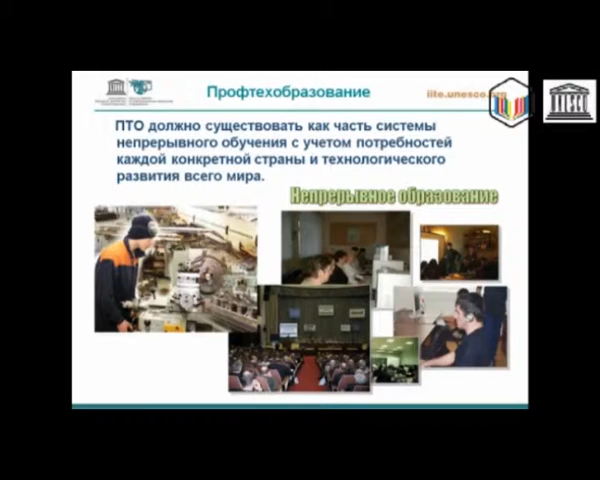 Профтехобразование
iite.unesco.org
UNESCO
ПТО должно существовать как часть системы
непрерывного обучения с учетом потребностей
каждой конкретной страны и технологического
развития всего мира.
Непрерывное образование